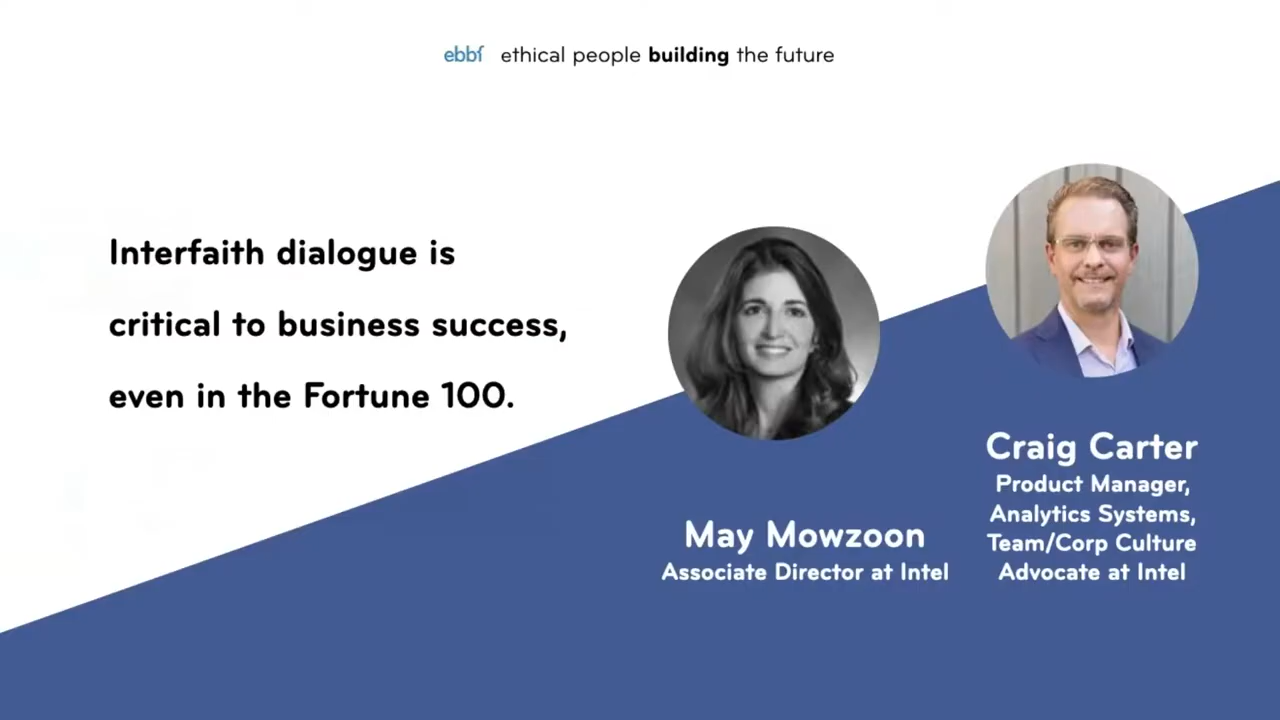 ebbf ethical people building the future
Interfaith dialogue is
critical to business success,
even in the Fortune 100.
May Mowzoon
Associate Director at Intel
Craig Carter
Product Manager,
Analytics Systems,
Team/Corp Culture
Advocate at Intel